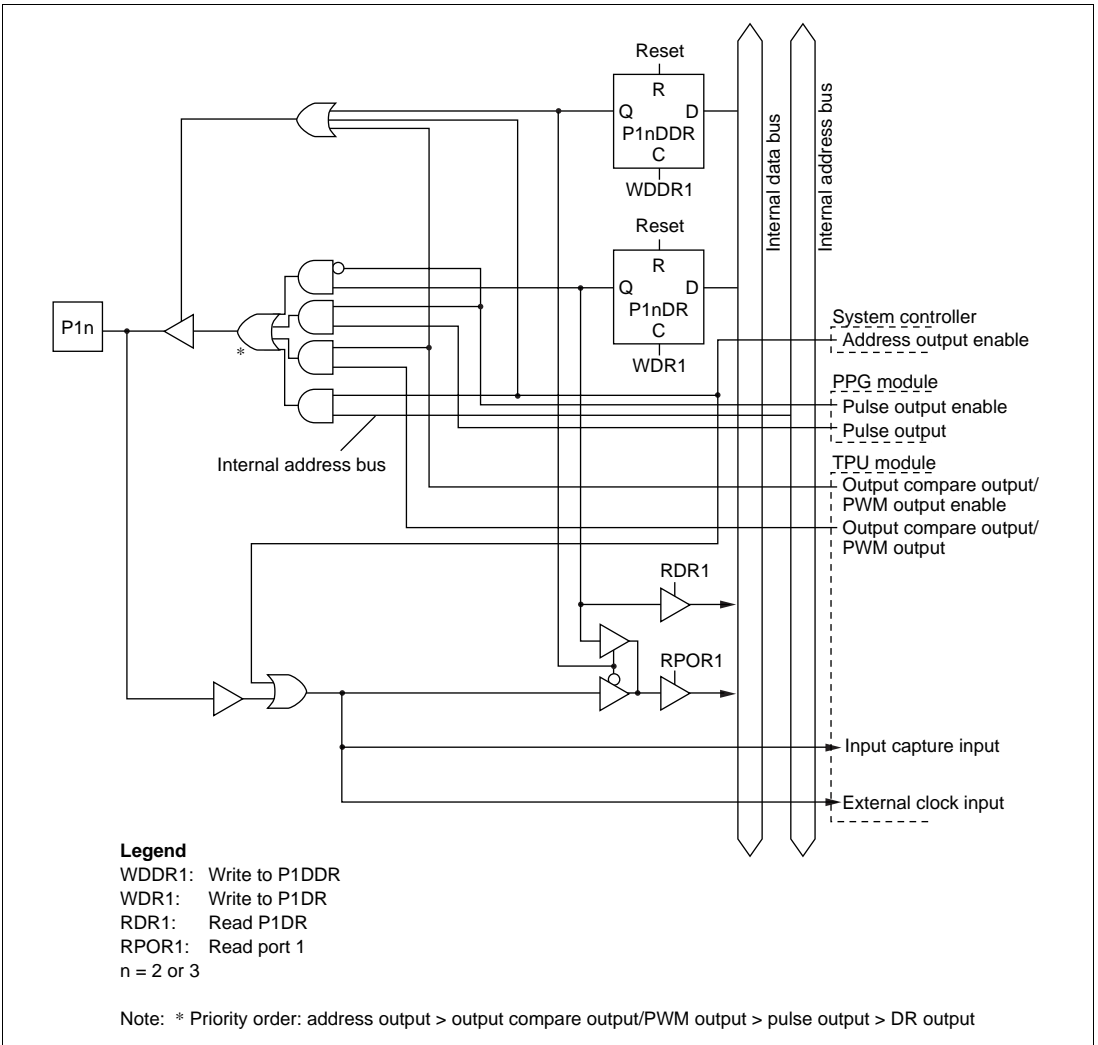 Reset
R
Q D
P1nDDR
C
WDDR1
Reset
R
Q D
P1nDR
C
WDR1
Internal data bus
Internal address bus
P1n
*
System controller
Address output enable
PPG module
Pulse output enable
Pulse output
Internal address bus
TPU module
Output compare output/
PWM output enable
Output compare output/
PWM output
RDR1
RPOR1
Input capture input
External clock input
Legend
WDDR1: Write to P1DDR
WDR1: Write to P1DR
RDR1: Read P1DR
RPOR1: Read port 1
n = 2 or 3
Note: * Priority order: address output > output compare output/PWM output > pulse output > DR output